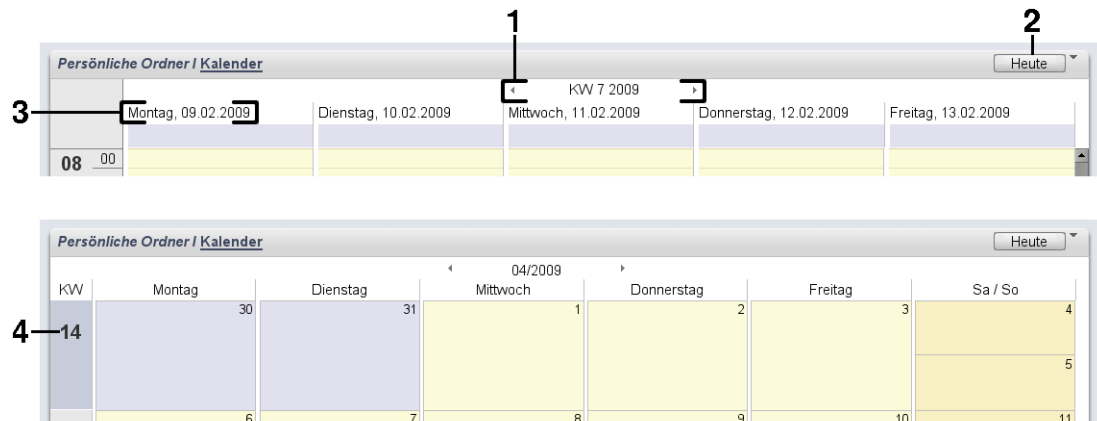 1 2
Persönliche Ordner / Kalender Heute
KW 7 2009
3 Montag, 09.02.2009 Dienstag, 10.02.2009 Mittwoch, 11.02.2009 Donnerstag, 12.02.2009 Freitag, 13.02.2009
08 00
Persönliche Ordner / Kalender Heute
04/2009
KW Montag Dienstag Mittwoch Donnerstag Freitag Sa / So
30 31 1 2 3 4
4 14
5
6 7 8 9 10 11